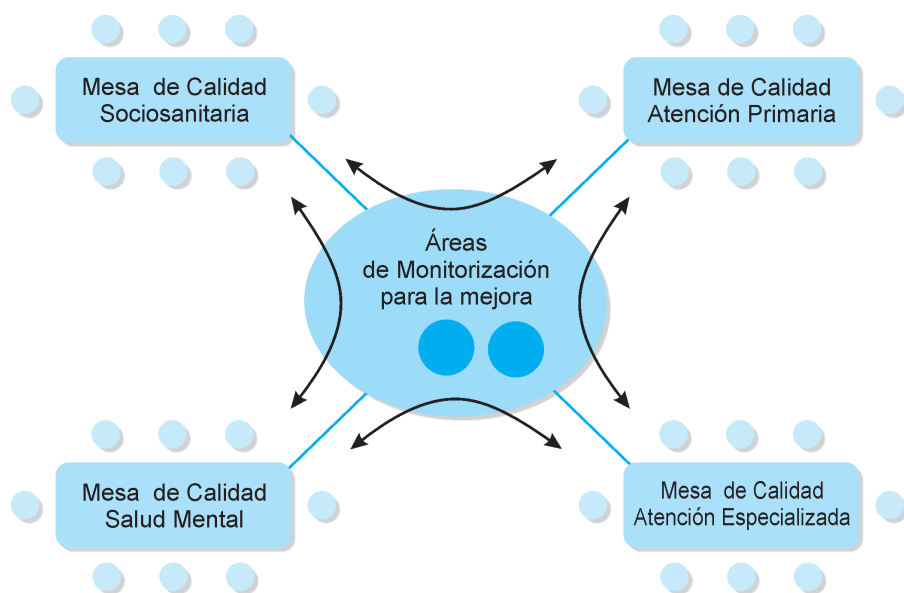 Mesa de Calidad
Sociosanitaria
Mesa de Calidad
Atención Primaria
Áreas
de Monitorización
para la mejora
Mesa de Calidad
Salud Mental
Mesa de Calidad
Atención Especializada